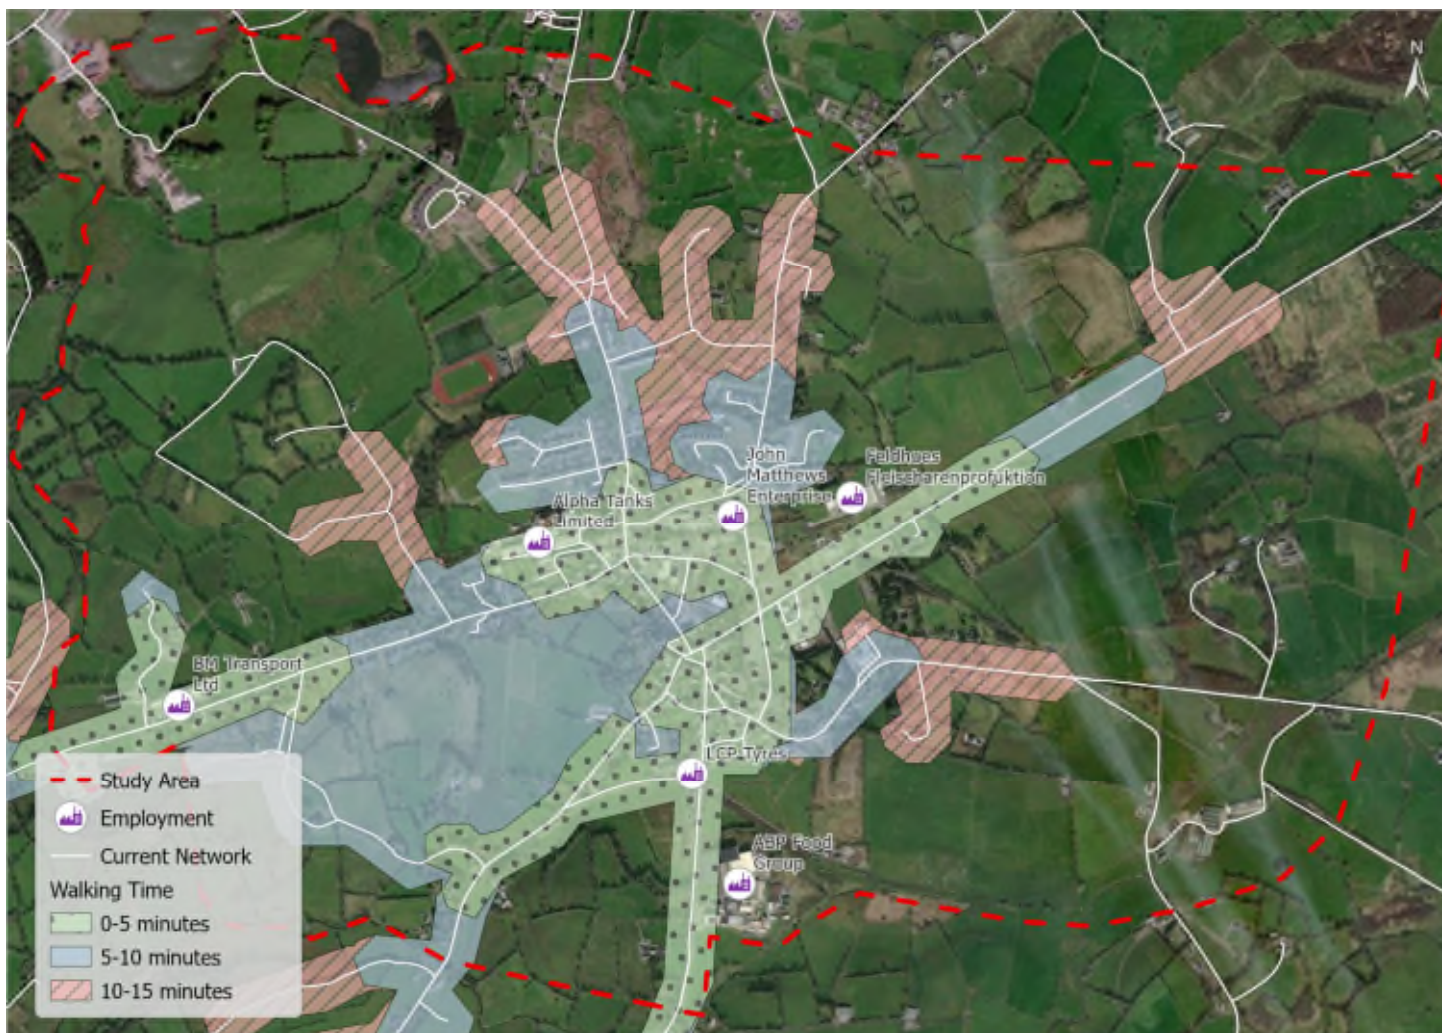 N
John
Matthews
Enterprise
Feldhues
Fleischarenprofuktion
Alpha Tanks
Limited
BM Transport
Ltd
LCP Tyres
ABP Food
Group
Study Area
Employment
Current Network
Walking Time
0-5 minutes
5-10 minutes
10-15 minutes